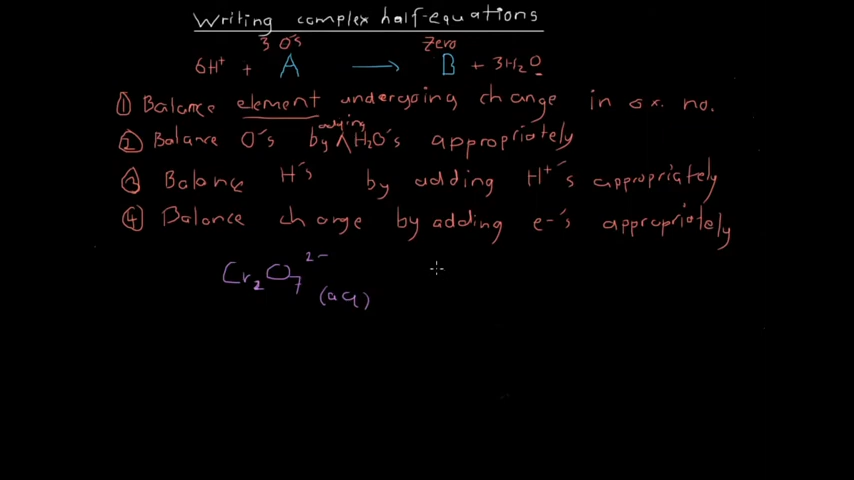 Writing complex half-equations
3 O's Zero
6H⁺ + A → B + 3H₂O
① Balance element undergoing change in ox. no.
adding
② Balance O's by ∧ H₂O's appropriately
③ Balance H's by adding H⁺'s appropriately
④ Balance change by adding e-'s appropriately
Cr₂O₇²⁻ (aq)